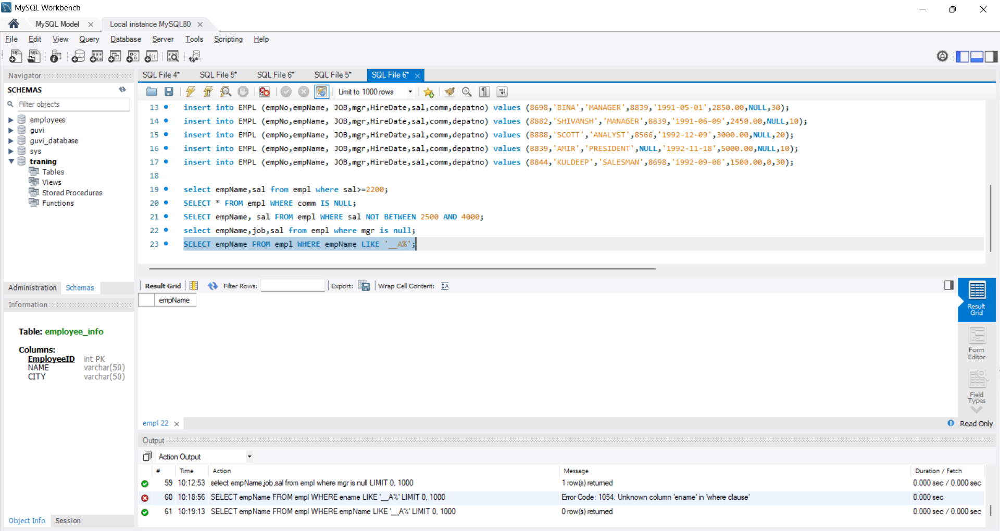 MySQL Workbench
MySQL Model
Local instance MySQL80
File Edit View Query Database Server Tools Scripting Help
Navigator
SCHEMAS
Filter objects
employees
guvi
guvi_database
sys
traning
Tables
Views
Stored Procedures
Functions
Administration Schemas
Information
Table: employee_info
Columns:
EmployeeID int PK
NAME varchar(50)
CITY varchar(50)
Object Info Session
SQL File 4* SQL File 5* SQL File 6* SQL File 5* SQL File 6*
Limit to 1000 rows
13 insert into EMPL (empNo,empName, JOB,mgr,HireDate,sal,comm,depatno) values (8698,'BINA','MANAGER',8839,'1991-05-01',2850.00,NULL,30);
14 insert into EMPL (empNo,empName, JOB,mgr,HireDate,sal,comm,depatno) values (8882,'SHIVANSH','MANAGER',8839,'1991-06-09',2450.00,NULL,10);
15 insert into EMPL (empNo,empName, JOB,mgr,HireDate,sal,comm,depatno) values (8888,'SCOTT','ANALYST',8566,'1992-12-09',3000.00,NULL,20);
16 insert into EMPL (empNo,empName, JOB,mgr,HireDate,sal,comm,depatno) values (8839,'AMIR','PRESIDENT',NULL,'1992-11-18',5000.00,NULL,10);
17 insert into EMPL (empNo,empName, JOB,mgr,HireDate,sal,comm,depatno) values (8844,'KULDEEP','SALESMAN',8698,'1992-09-08',1500.00,0,30);
18
19 select empName,sal from empl where sal>=2200;
20 SELECT * FROM empl WHERE comm IS NULL;
21 SELECT empName, sal FROM empl WHERE sal NOT BETWEEN 2500 AND 4000;
22 select empName,job,sal from empl where mgr is null;
23 SELECT empName FROM empl WHERE empName LIKE '__A%';
Result Grid Filter Rows: Export: Wrap Cell Content:
empName
Result Grid
Form Editor
Field Types
empl 22
Read Only
Output
Action Output
# Time Action Message Duration / Fetch
59 10:12:53 select empName,job,sal from empl where mgr is null LIMIT 0, 1000 1 row(s) returned 0.000 sec / 0.000 sec
60 10:18:56 SELECT empName FROM empl WHERE ename LIKE '__A%' LIMIT 0, 1000 Error Code: 1054. Unknown column 'ename' in 'where clause' 0.000 sec
61 10:19:13 SELECT empName FROM empl WHERE empName LIKE '__A%' LIMIT 0, 1000 0 row(s) returned 0.000 sec / 0.000 sec